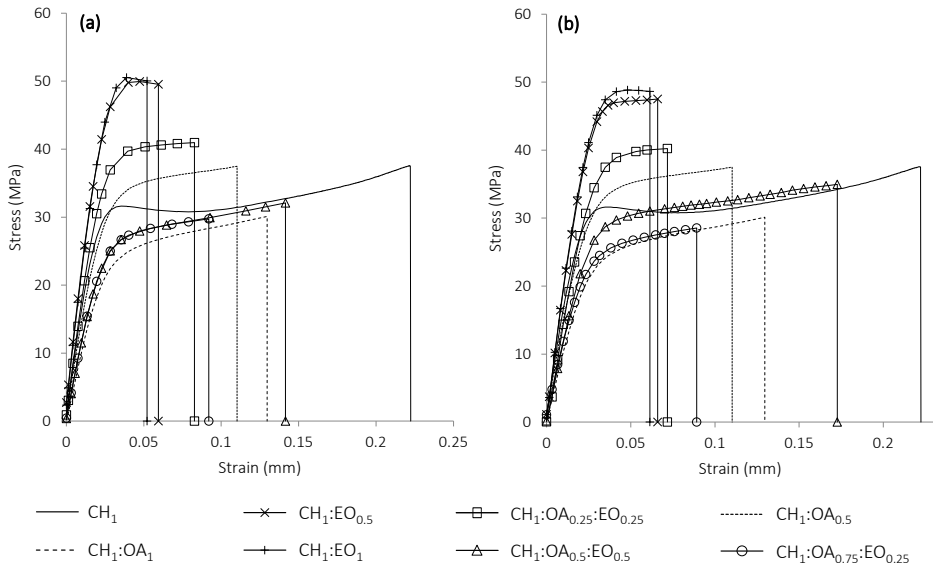 (a)
60
50
40
30
20
10
0
Stress (MPa)
0 0.05 0.1 0.15 0.2 0.25
Strain (mm)
(b)
60
50
40
30
20
10
0
Stress (MPa)
0 0.05 0.1 0.15 0.2
Strain (mm)
CH₁ CH₁:EO₀.₅ CH₁:OA₀.₂₅:EO₀.₂₅ CH₁:OA₀.₅
CH₁:OA₁ CH₁:EO₁ CH₁:OA₀.₅:EO₀.₅ CH₁:OA₀.₇₅:EO₀.₂₅